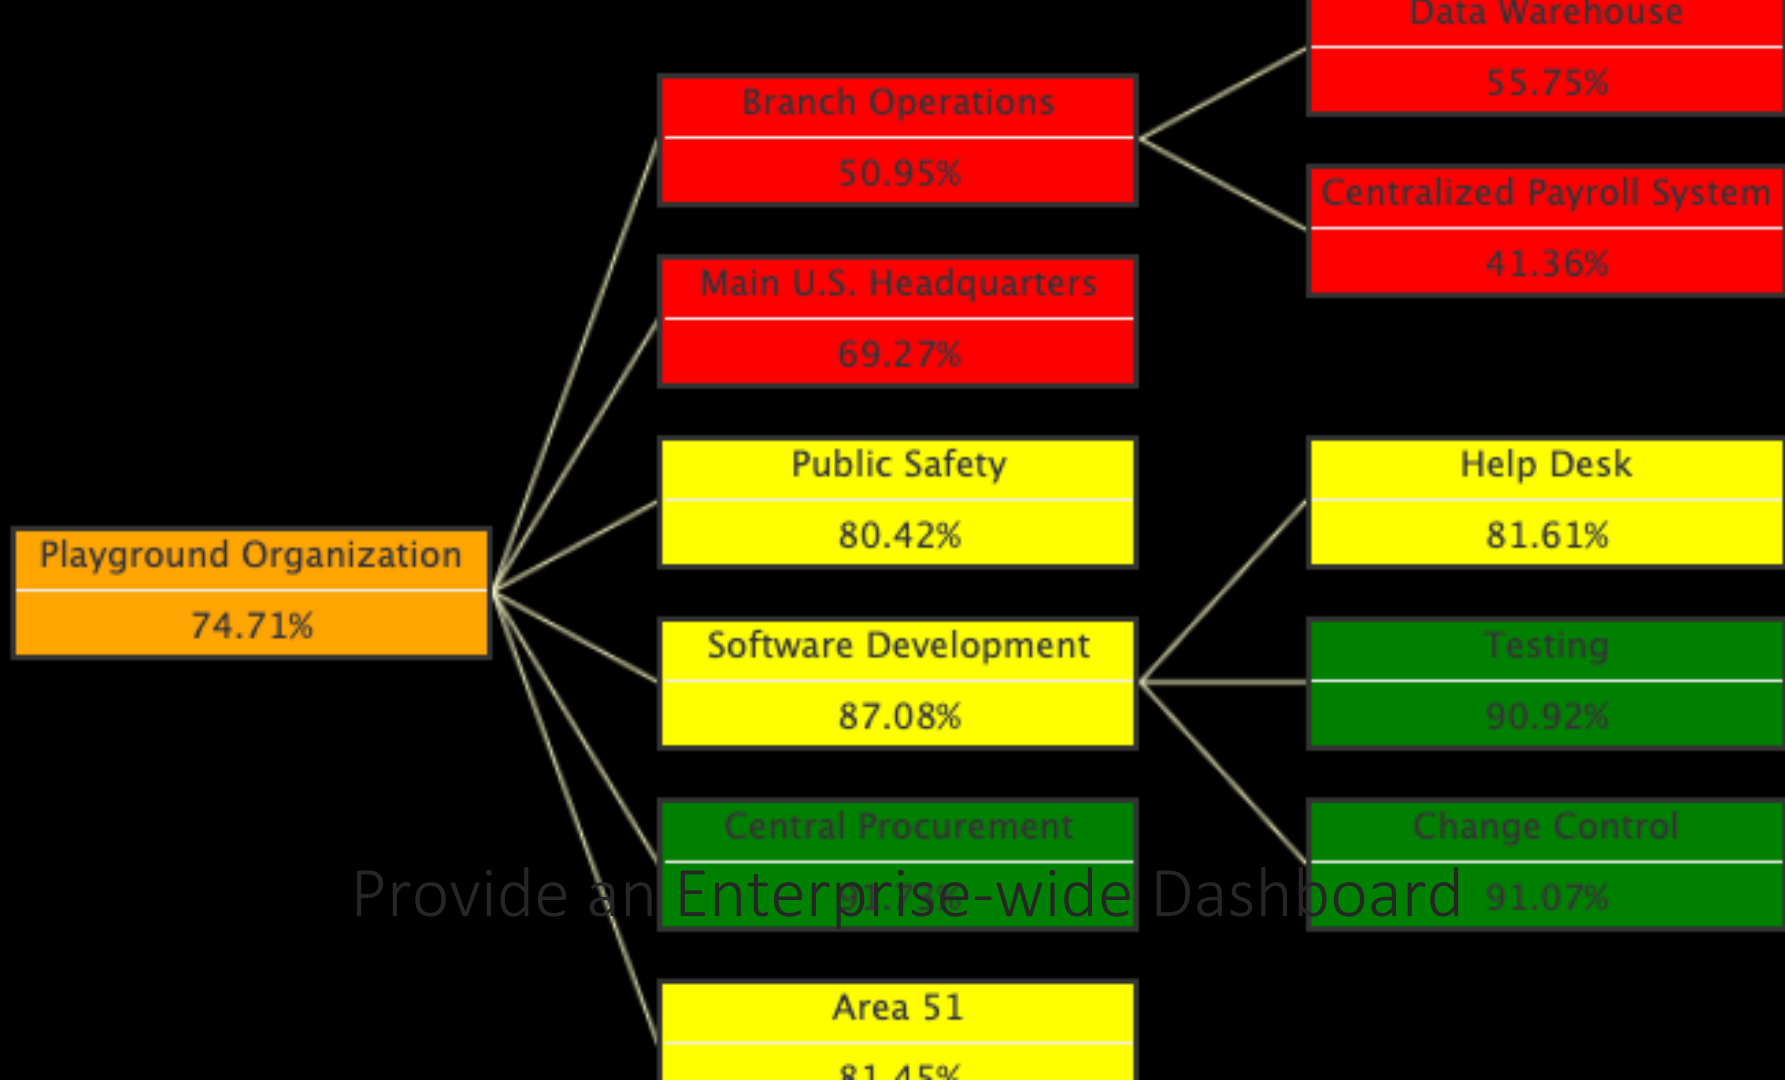 Data Warehouse
55.75%
Branch Operations
50.95%
Centralized Payroll System
41.36%
Main U.S. Headquarters
69.27%
Public Safety
80.42%
Help Desk
81.61%
Playground Organization
74.71%
Software Development
87.08%
Testing
90.92%
Central Procurement
Change Control
91.07%
Provide an Enterprise-wide Dashboard
Area 51
81.45%